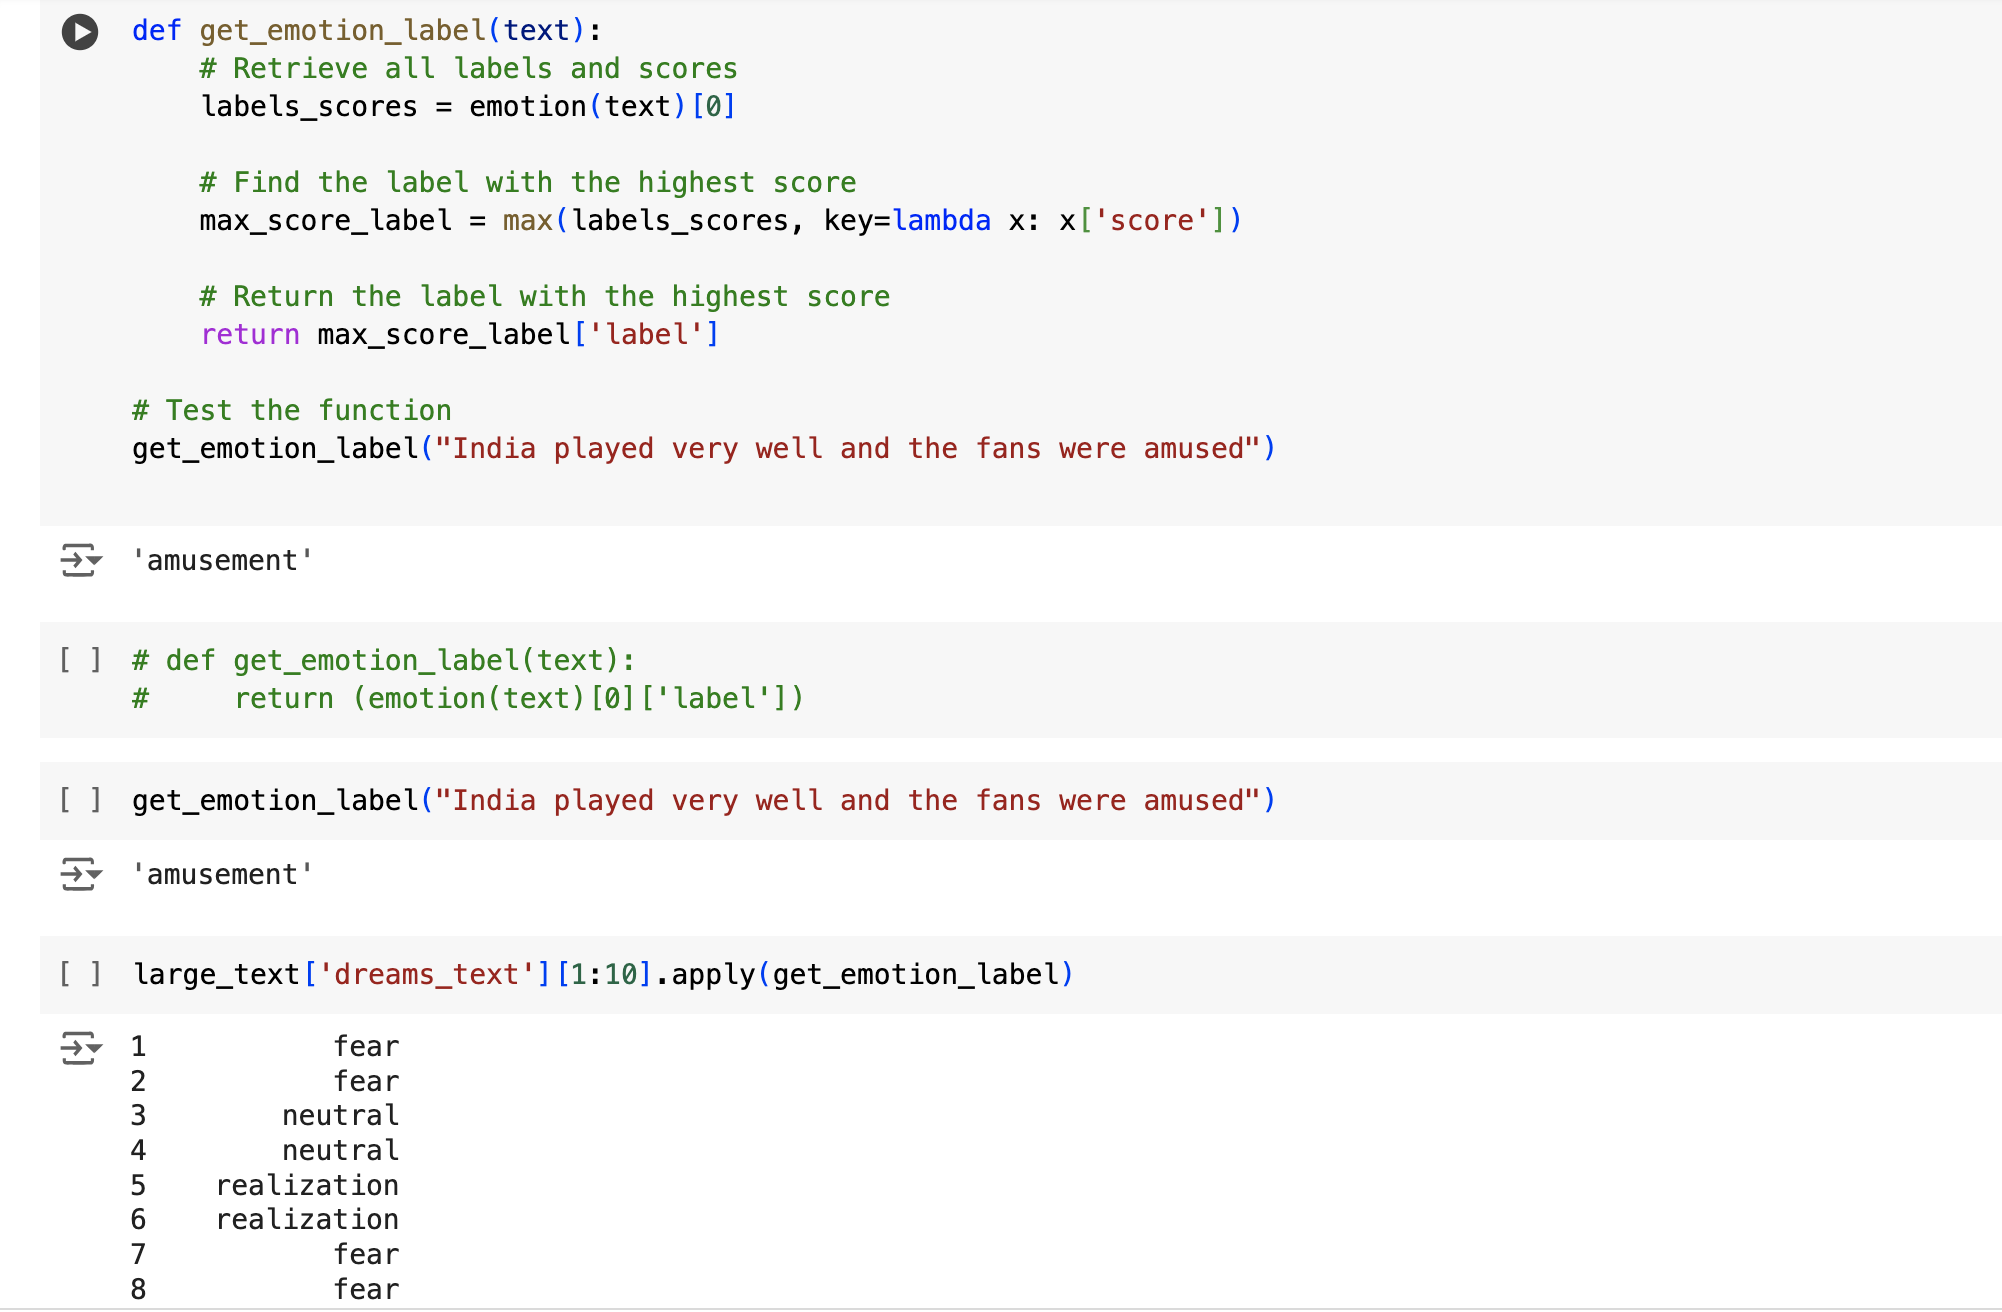 def get_emotion_label(text):
    # Retrieve all labels and scores
    labels_scores = emotion(text)[0]
    # Find the label with the highest score
    max_score_label = max(labels_scores, key=lambda x: x['score'])
    # Return the label with the highest score
    return max_score_label['label']
# Test the function
get_emotion_label("India played very well and the fans were amused")
'amusement'
[ ] # def get_emotion_label(text):
#     return (emotion(text)[0]['label'])
[ ] get_emotion_label("India played very well and the fans were amused")
'amusement'
[ ] large_text['dreams_text'][1:10].apply(get_emotion_label)
1           fear
2           fear
3        neutral
4        neutral
5    realization
6    realization
7           fear
8           fear